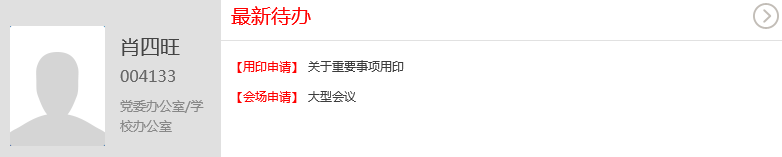 肖四旺
004133
党委办公室/学
校办公室
最新待办
【用印申请】 关于重要事项用印
【会场申请】 大型会议